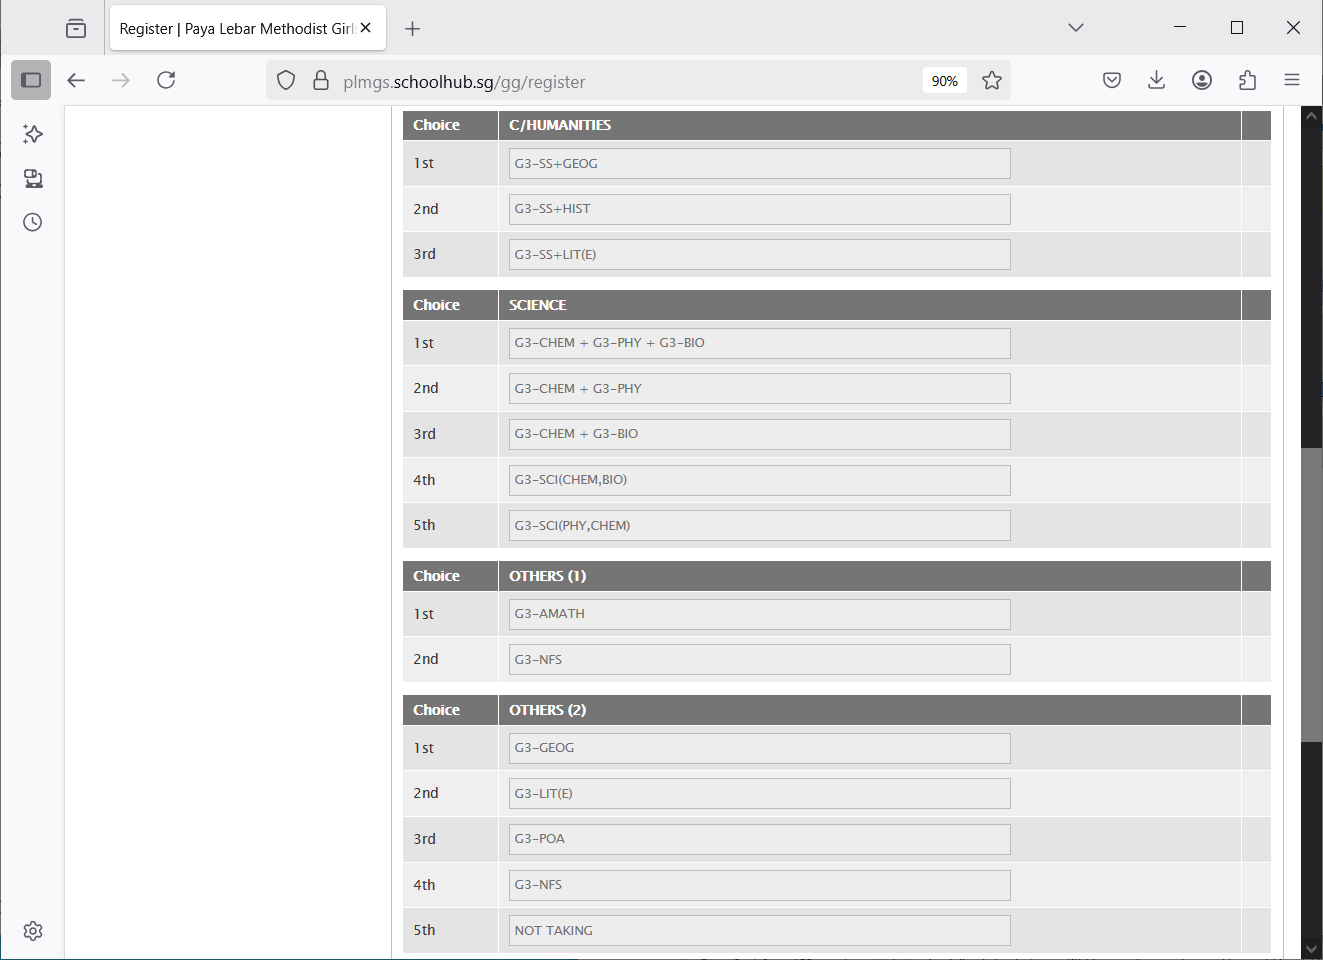 Register | Paya Lebar Methodist Girl
plmgs.schoolhub.sg/gg/register
90%
Choice C/HUMANITIES
1st G3-SS+GEOG
2nd G3-SS+HIST
3rd G3-SS+LIT(E)
Choice SCIENCE
1st G3-CHEM + G3-PHY + G3-BIO
2nd G3-CHEM + G3-PHY
3rd G3-CHEM + G3-BIO
4th G3-SCI(CHEM,BIO)
5th G3-SCI(PHY,CHEM)
Choice OTHERS (1)
1st G3-AMATH
2nd G3-NFS
Choice OTHERS (2)
1st G3-GEOG
2nd G3-LIT(E)
3rd G3-POA
4th G3-NFS
5th NOT TAKING